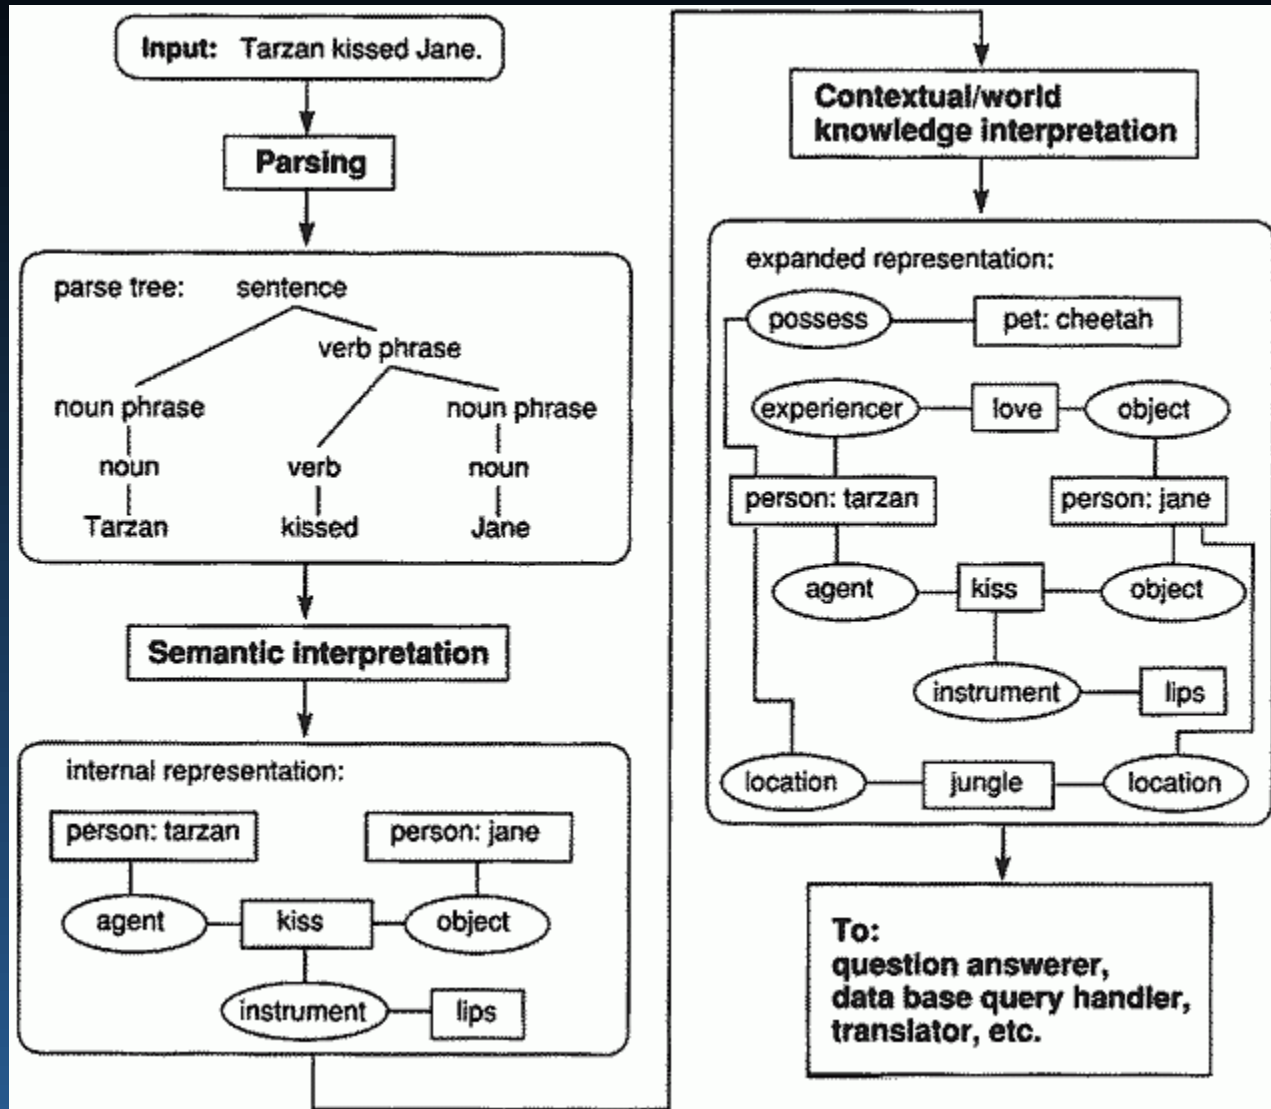 Input: Tarzan kissed Jane.
Parsing
parse tree: sentence
verb phrase
noun phrase noun phrase
noun verb noun
Tarzan kissed Jane
Semantic interpretation
internal representation:
person: tarzan person: jane
agent kiss object
instrument lips
Contextual/world
knowledge interpretation
expanded representation:
possess pet: cheetah
experiencer love object
person: tarzan person: jane
agent kiss object
instrument lips
location jungle location
To:
question answerer,
data base query handler,
translator, etc.